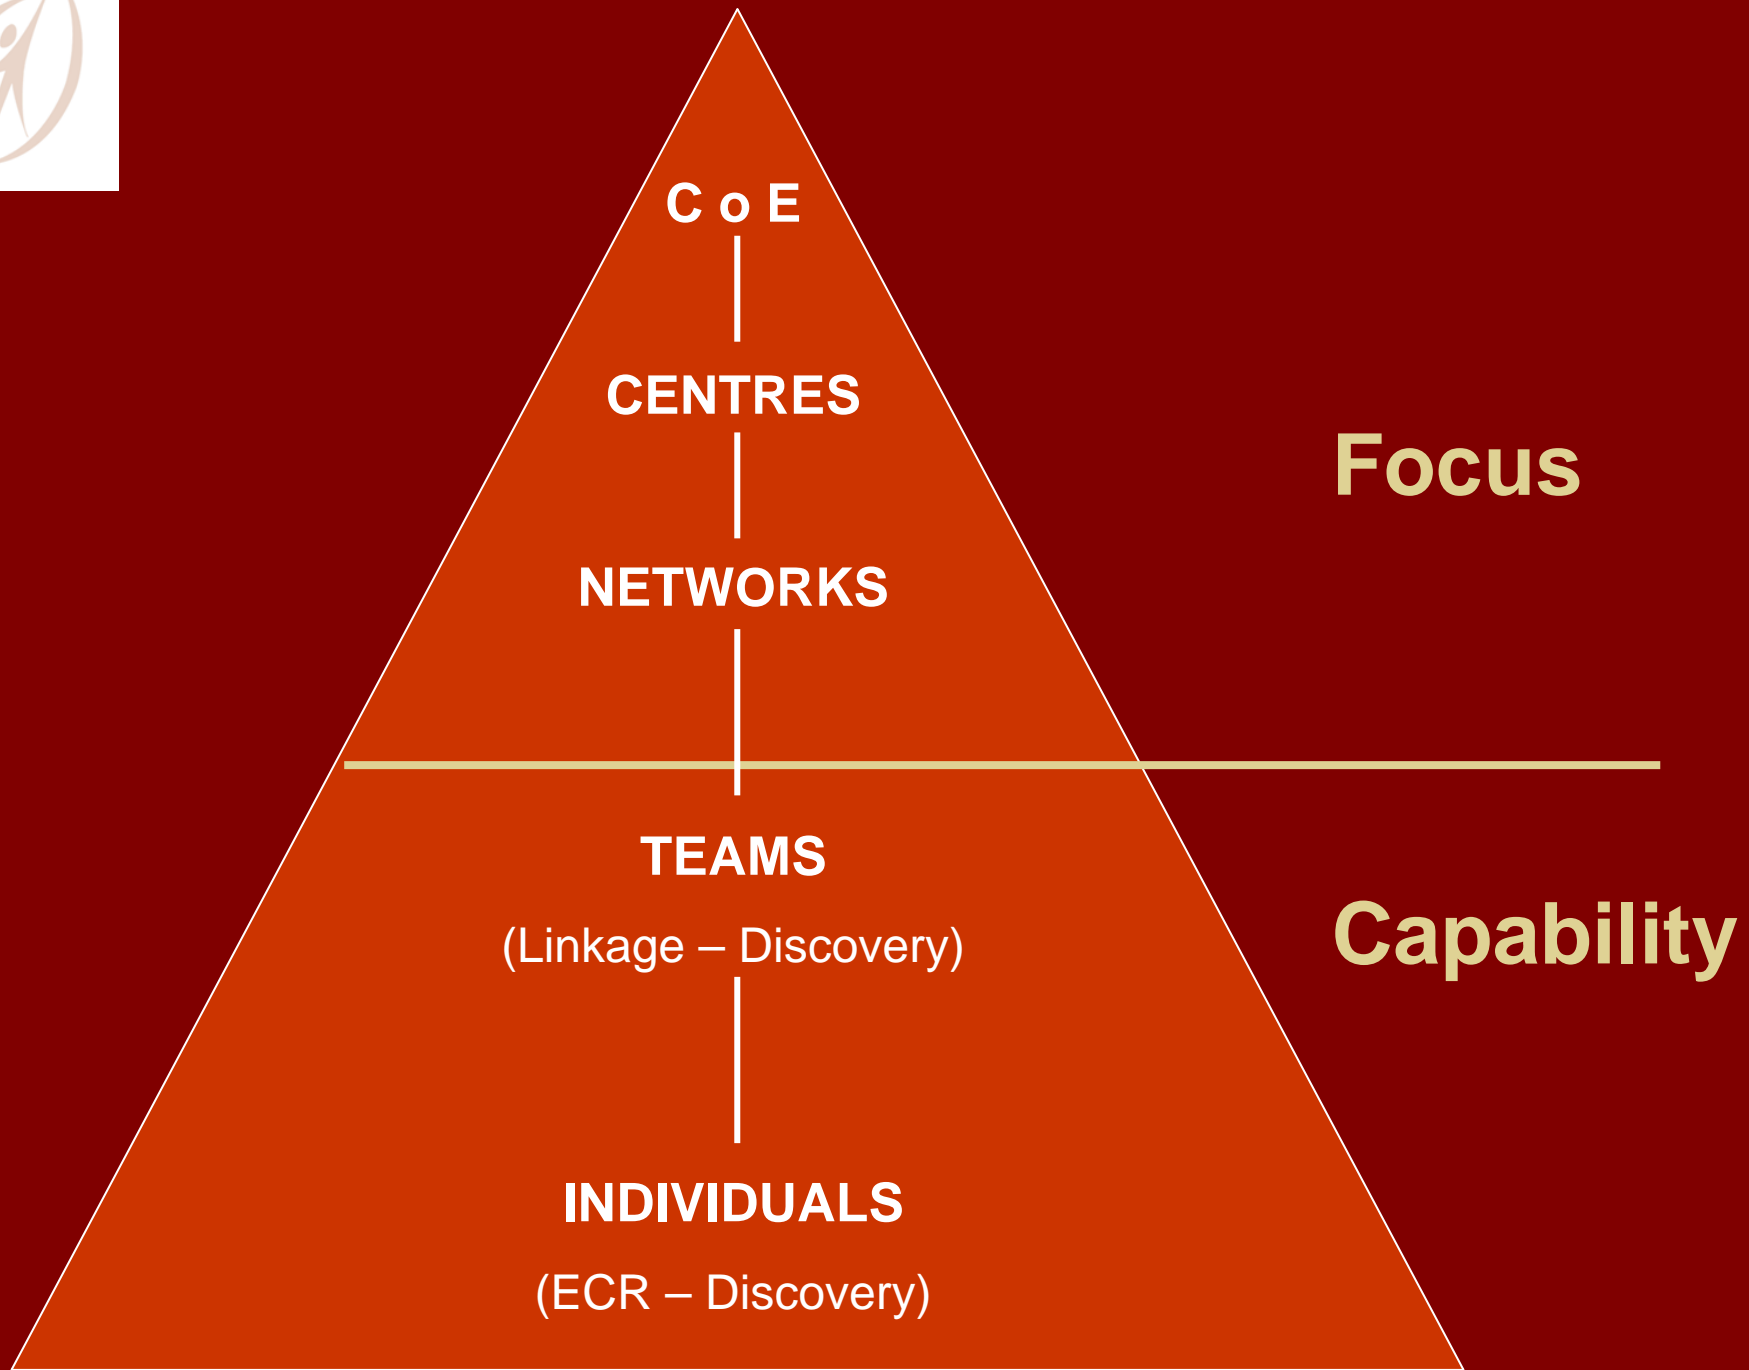 C o E
CENTRES
Focus
NETWORKS
TEAMS
(Linkage – Discovery)
Capability
INDIVIDUALS
(ECR – Discovery)